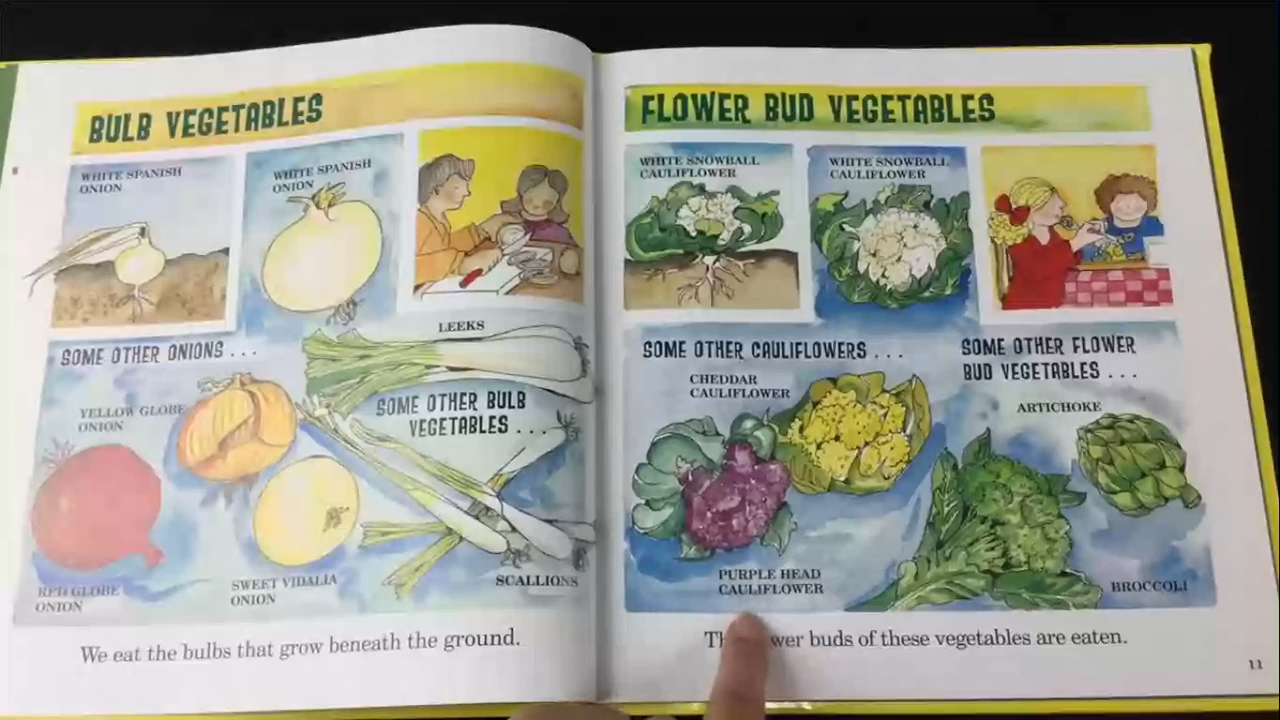 BULB VEGETABLES
WHITE SPANISH
ONION
WHITE SPANISH
ONION
LEEKS
SOME OTHER ONIONS . . .
YELLOW GLOBE
ONION
SOME OTHER BULB
VEGETABLES . . .
RED GLOBE
ONION
SWEET VIDALIA
ONION
SCALLIONS
We eat the bulbs that grow beneath the ground.
FLOWER BUD VEGETABLES
WHITE SNOWBALL
CAULIFLOWER
WHITE SNOWBALL
CAULIFLOWER
SOME OTHER CAULIFLOWERS . . .
CHEDDAR
CAULIFLOWER
PURPLE HEAD
CAULIFLOWER
SOME OTHER FLOWER
BUD VEGETABLES . . .
ARTICHOKE
BROCCOLI
buds of these vegetables are eaten.
11